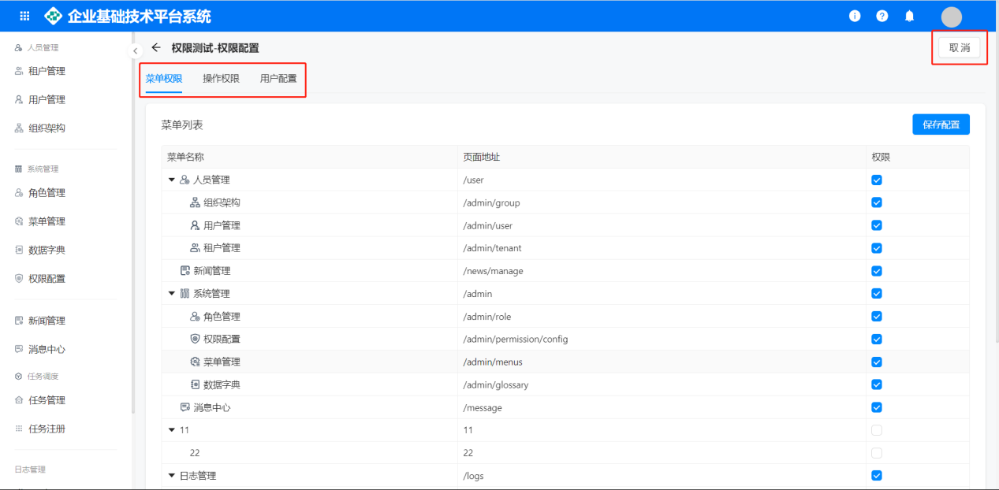 企业基础技术平台系统
人员管理
租户管理
用户管理
组织架构
系统管理
角色管理
菜单管理
数据字典
权限配置
新闻管理
消息中心
任务调度
任务管理
任务注册
日志管理
权限测试-权限配置
取消
菜单权限 操作权限 用户配置
菜单列表
保存配置
菜单名称 页面地址 权限
人员管理 /user
组织架构 /admin/group
用户管理 /admin/user
租户管理 /admin/tenant
新闻管理 /news/manage
系统管理 /admin
角色管理 /admin/role
权限配置 /admin/permission/config
菜单管理 /admin/menus
数据字典 /admin/glossary
消息中心 /message
11 11
22 22
日志管理 /logs